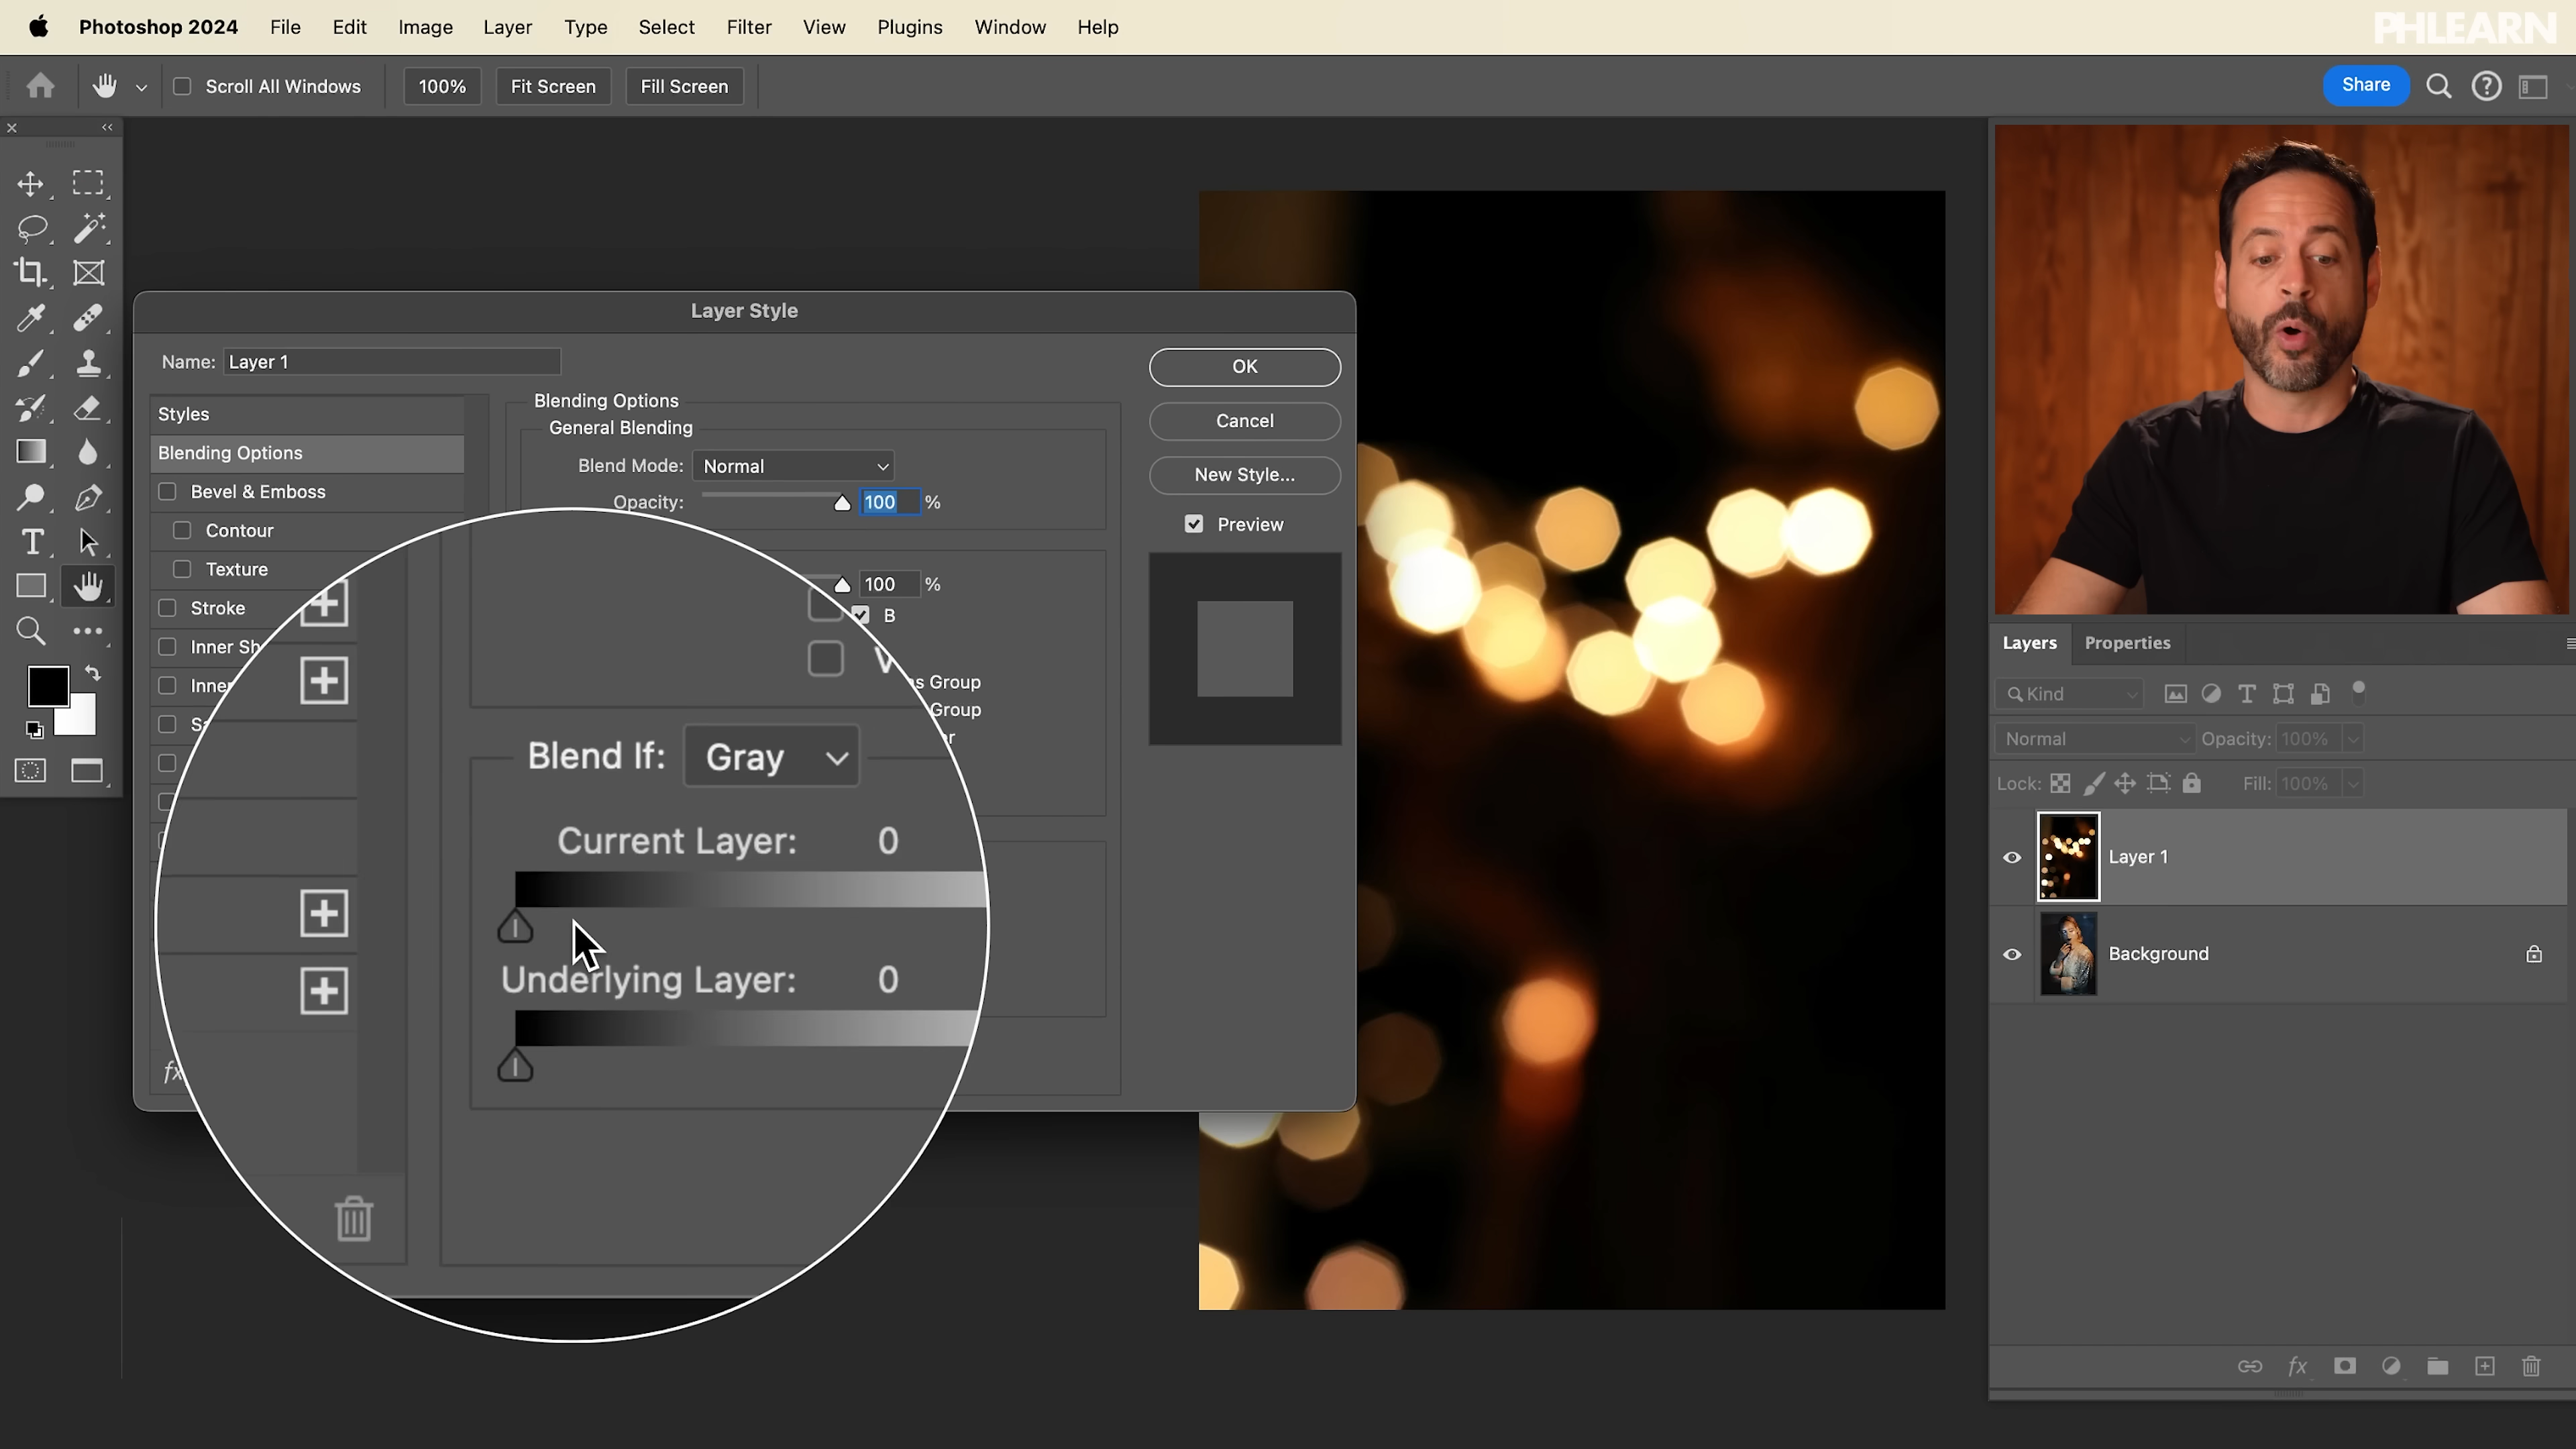 Photoshop 2024 File Edit Image Layer Type Select Filter View Plugins Window Help
PHLEARN
Scroll All Windows 100% Fit Screen Fill Screen
Share
Layer Style
Name: Layer 1
Styles
Blending Options
Bevel & Emboss
Contour
Texture
Stroke
Inner Sh
Inner
Blending Options
General Blending
Blend Mode: Normal
Opacity: 100 %
100 %
B
s Group
Group
r
Blend If: Gray
Current Layer: 0
Underlying Layer: 0
fx
OK
Cancel
New Style...
Preview
Layers Properties
Kind
Normal Opacity: 100%
Lock: Fill: 100%
Layer 1
Background
fx